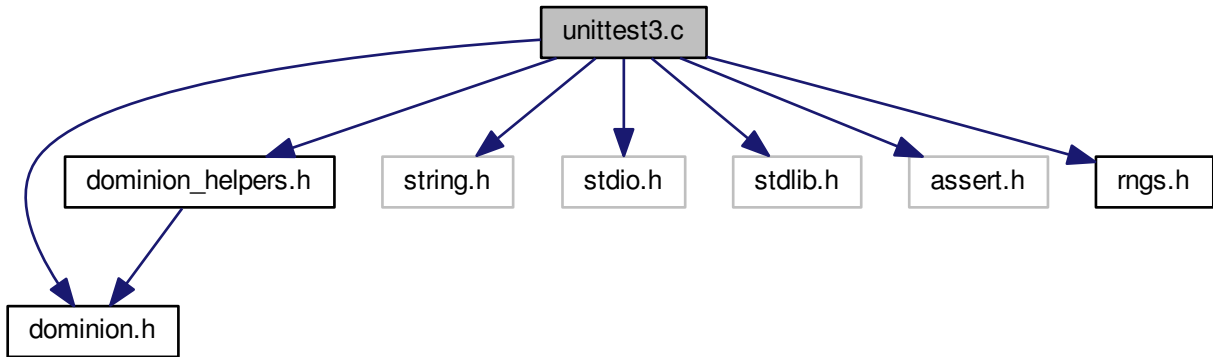 unittest3.c
dominion_helpers.h
string.h
stdio.h
stdlib.h
assert.h
rngs.h
dominion.h